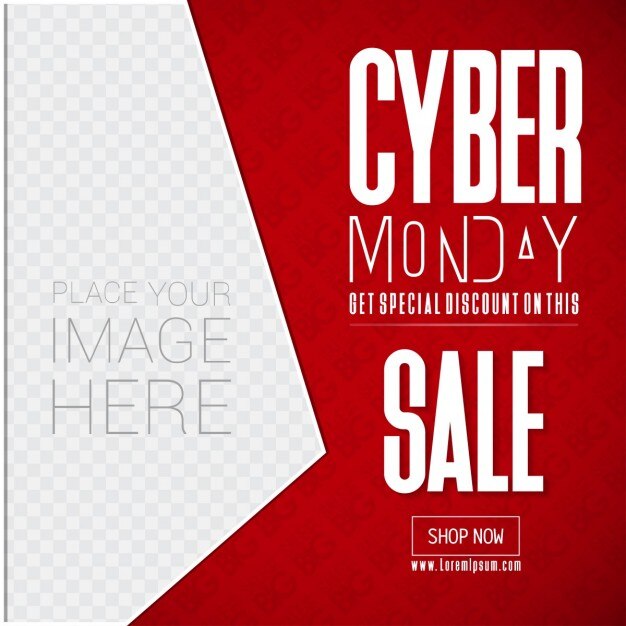 PLACE YOUR
IMAGE
HERE
CYBER
MONDAY
GET SPECIAL DISCOUNT ON THIS
SALE
SHOP NOW
www.LoremIpsum.com